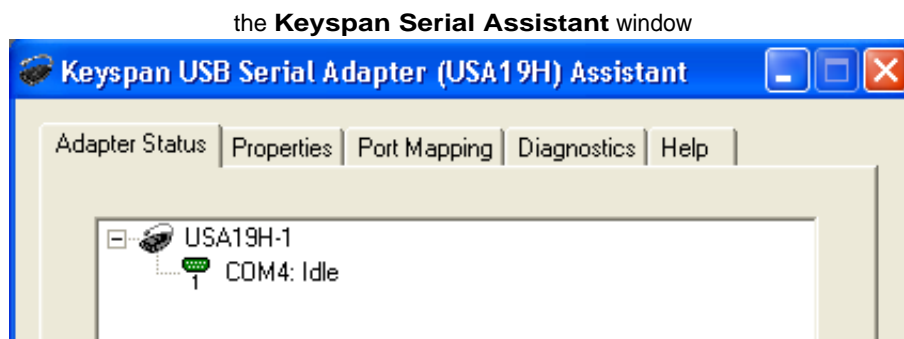 the Keyspan Serial Assistant window
Keyspan USB Serial Adapter (USA19H) Assistant
Adapter Status Properties Port Mapping Diagnostics Help
USA19H-1
1 COM4: Idle